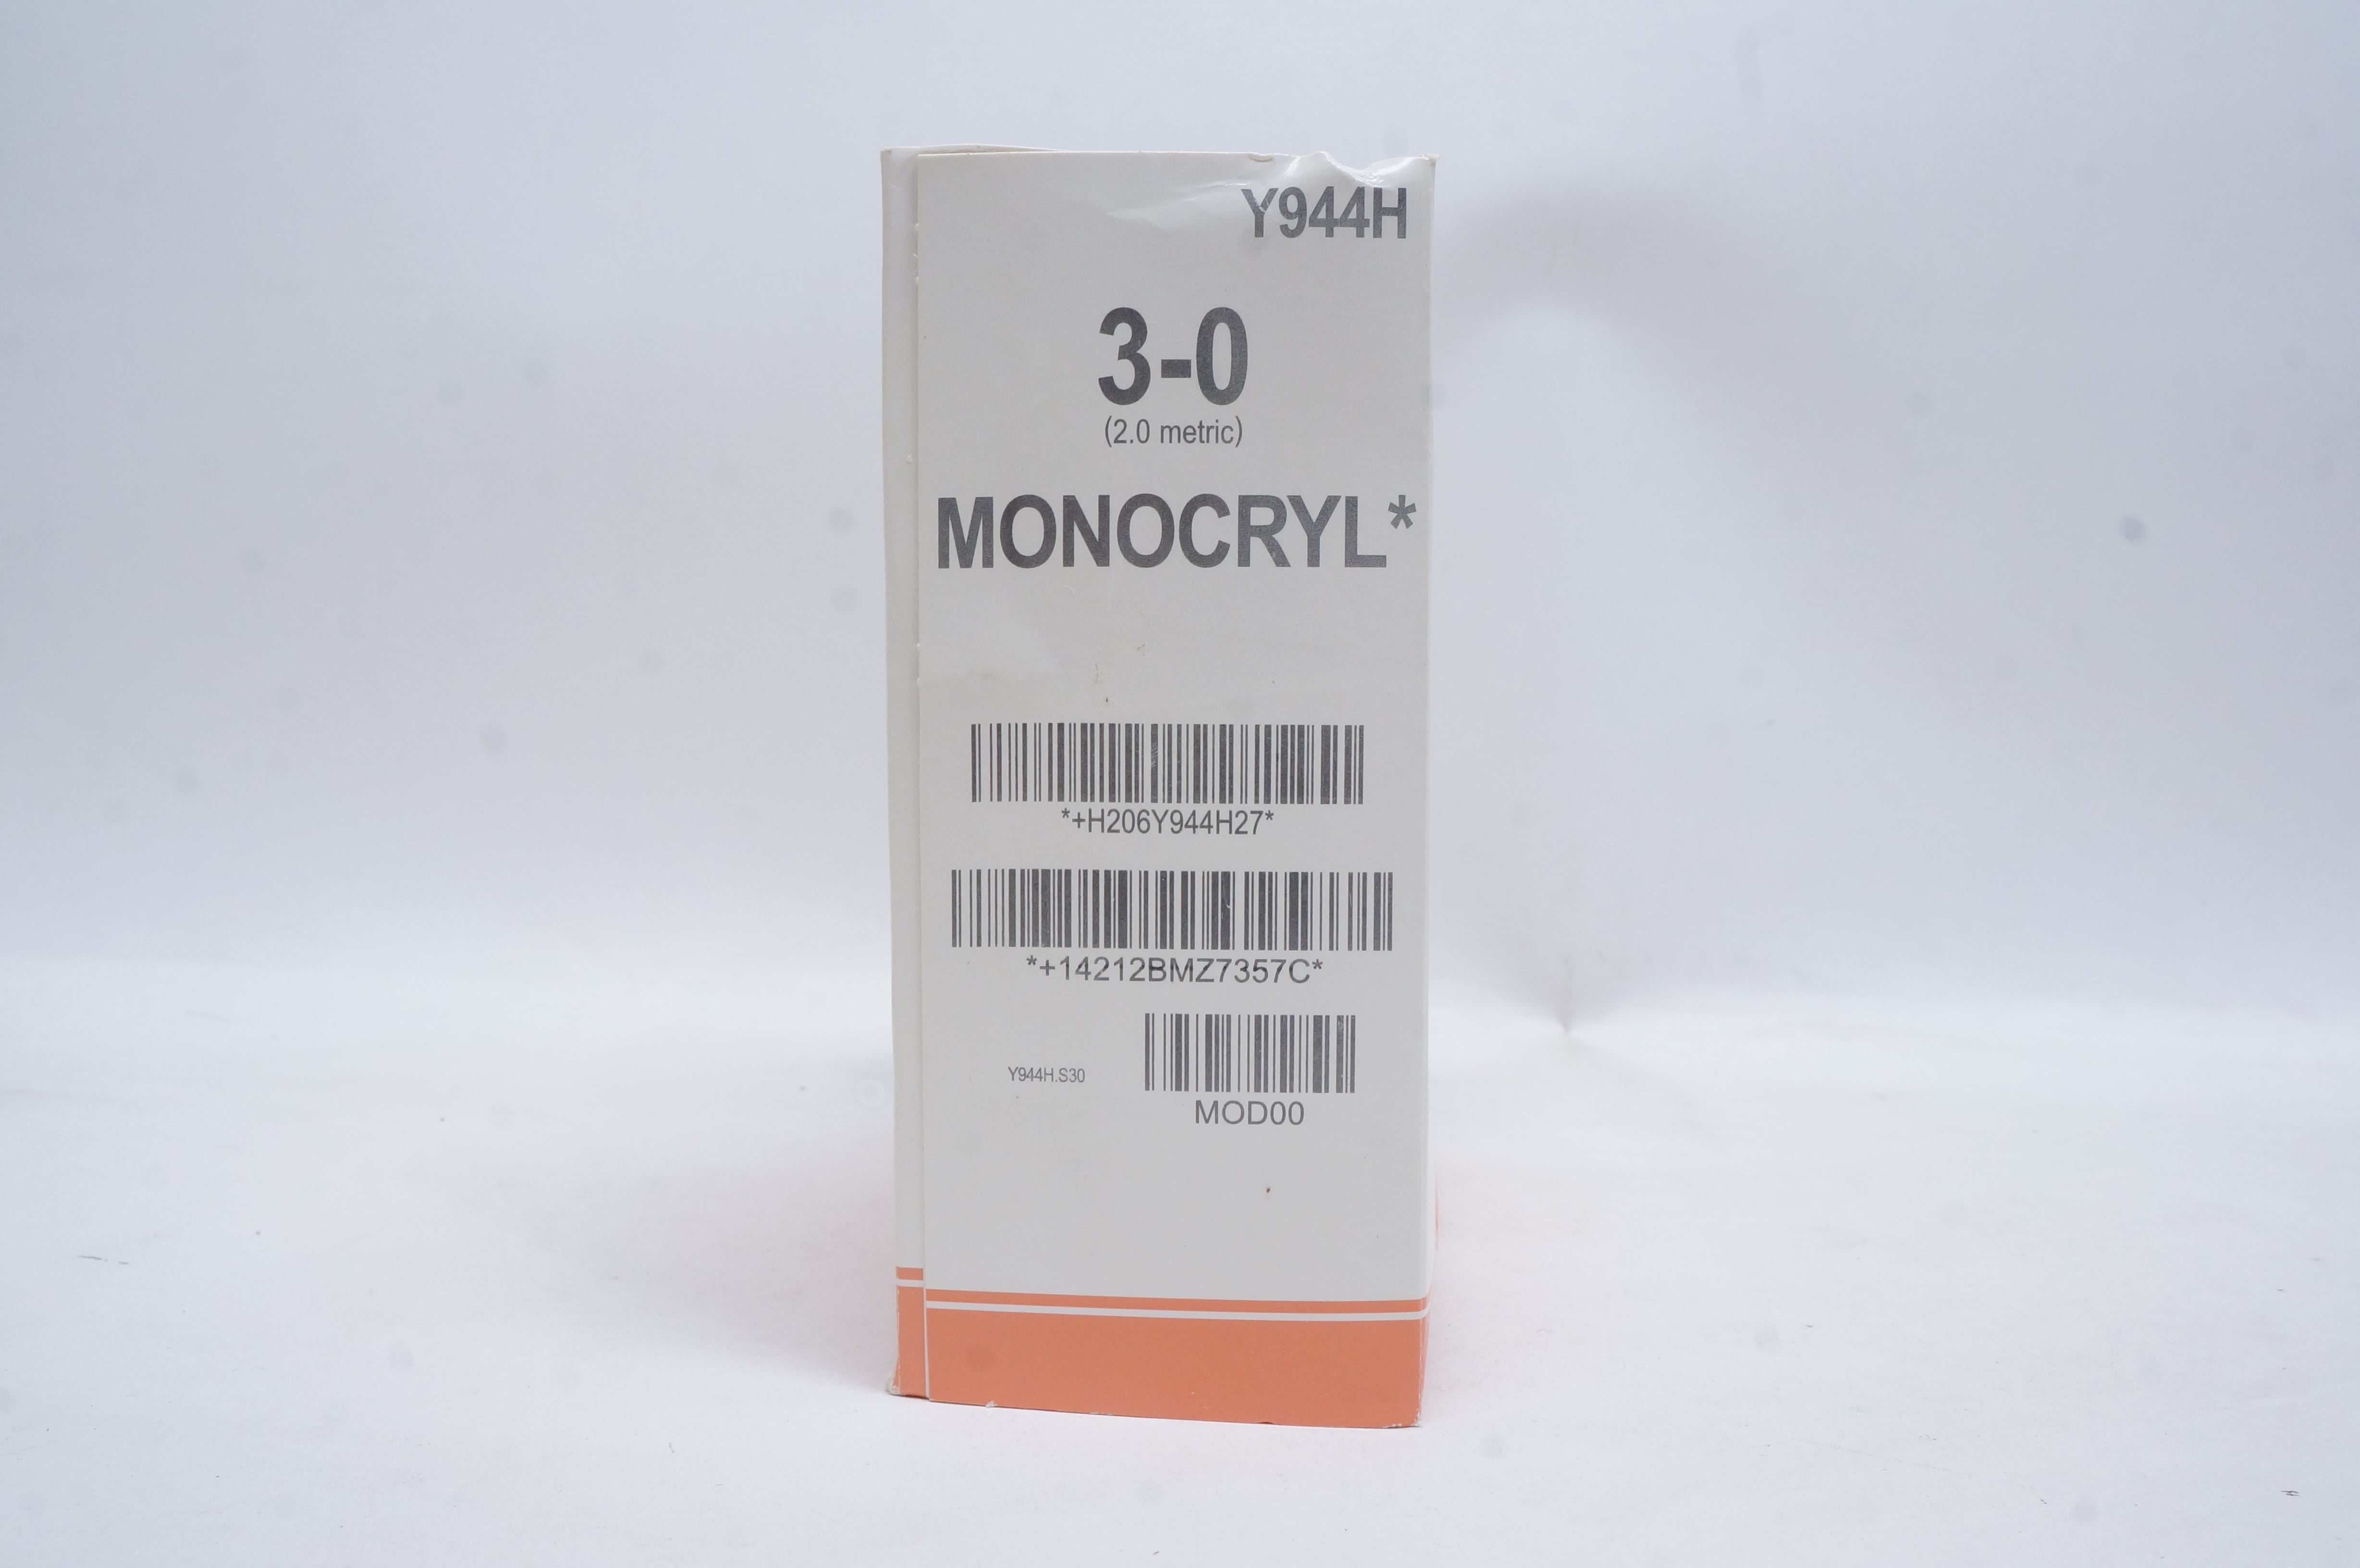 Y944H
3-0
(2.0 metric)
MONOCRYL*
*+H206Y944H27*
*+14212BMZ7357C*
Y944H.S30
MOD00